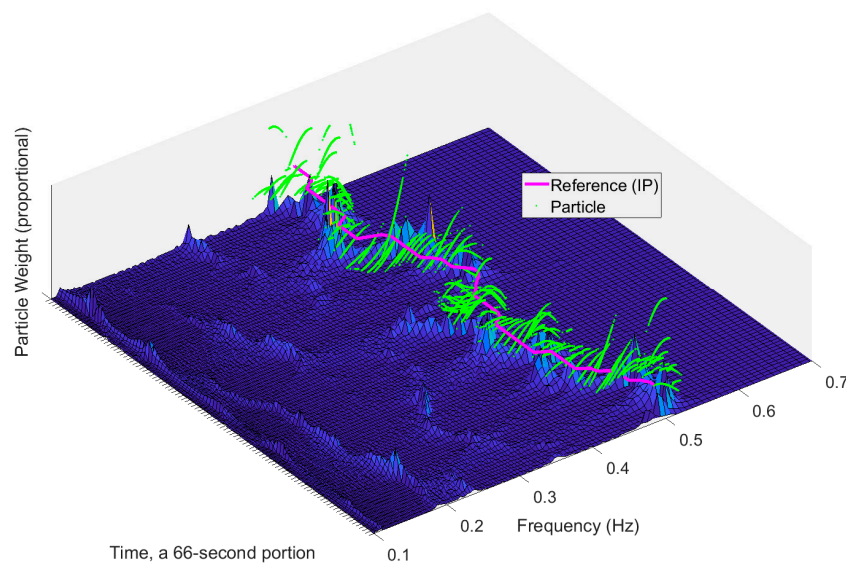 Particle Weight (proportional)
Reference (IP)
Particle
0.7
0.6
0.5
0.4
0.3
0.2
0.1
Frequency (Hz)
Time, a 66-second portion